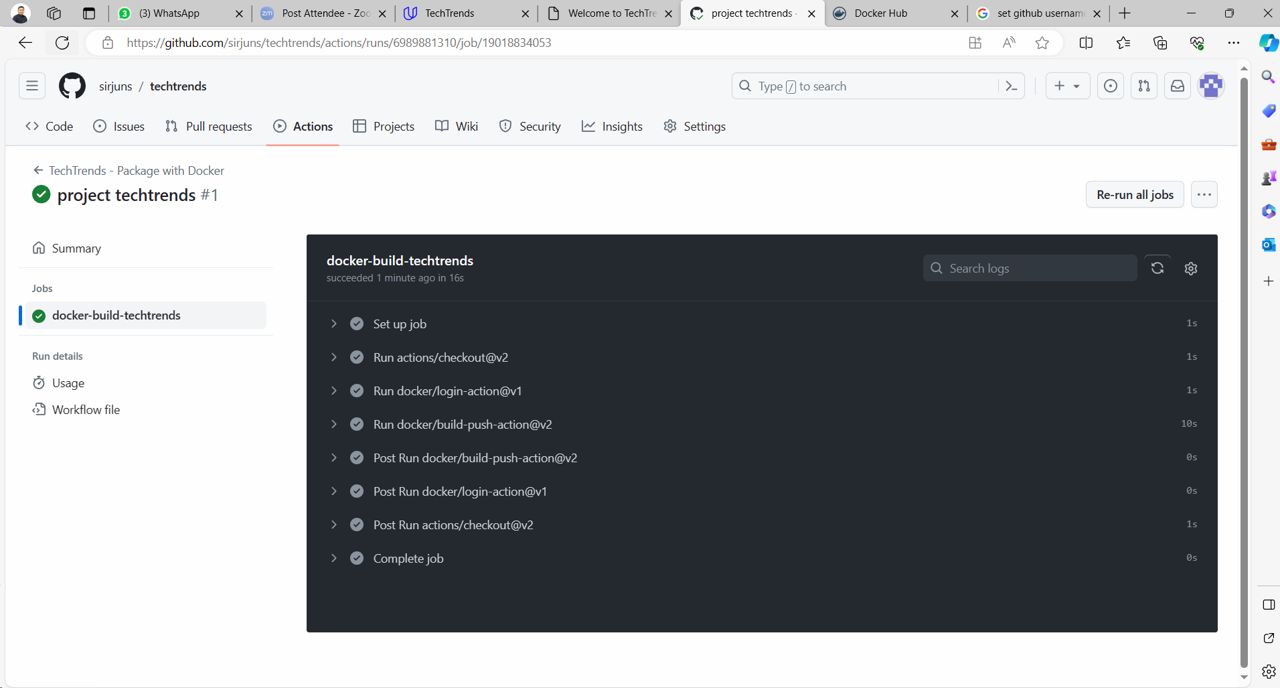 (3) WhatsApp
Post Attendee - Zoo
TechTrends
Welcome to TechTre
project techtrends -
Docker Hub
set github usernam
https://github.com/sirjuns/techtrends/actions/runs/6989881310/job/19018834053
sirjuns / techtrends
Type / to search
Code
Issues
Pull requests
Actions
Projects
Wiki
Security
Insights
Settings
TechTrends - Package with Docker
project techtrends #1
Re-run all jobs
Summary
Jobs
docker-build-techtrends
Run details
Usage
Workflow file
docker-build-techtrends
succeeded 1 minute ago in 16s
Search logs
Set up job 1s
Run actions/checkout@v2 1s
Run docker/login-action@v1 1s
Run docker/build-push-action@v2 10s
Post Run docker/build-push-action@v2 0s
Post Run docker/login-action@v1 0s
Post Run actions/checkout@v2 1s
Complete job 0s